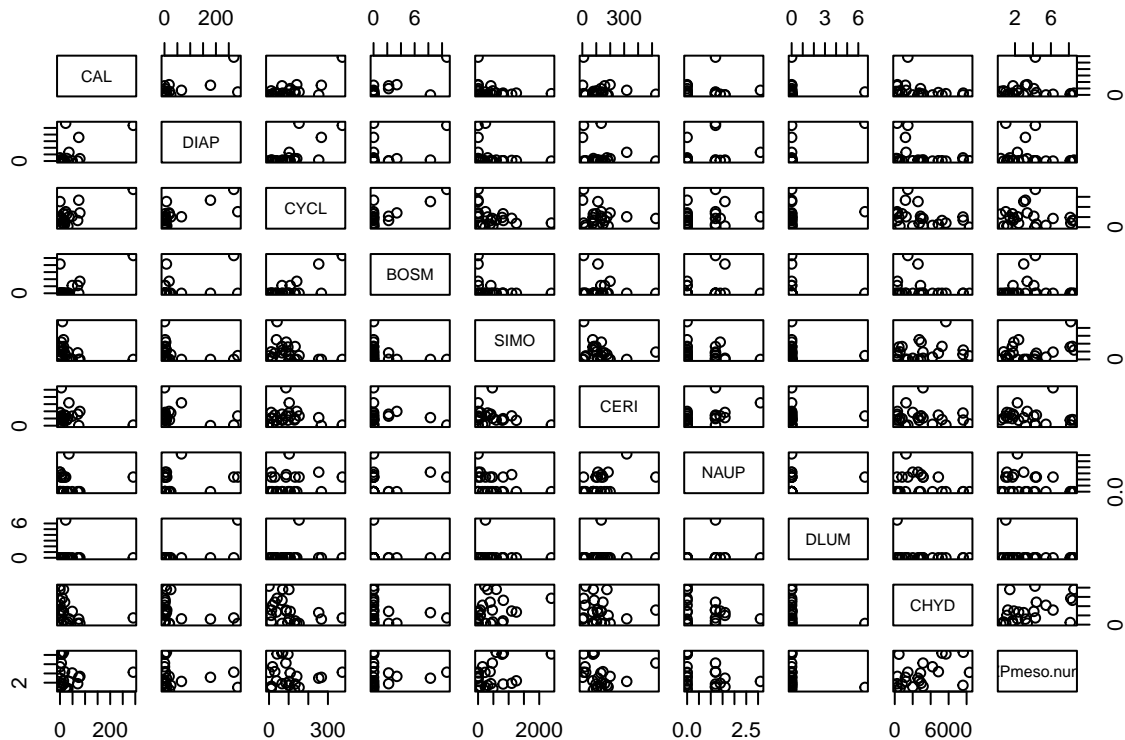 0 200 0 6 0 300 0 3 6 2 6
CAL 0
0 DIAP
CYCL 0
0 BOSM
SIMO 0
0 CERI
NAUP 0.0
0 6 DLUM
CHYD 0
2 .Pmeso.nur
0 200 0 300 0 2000 0.0 2.5 0 6000